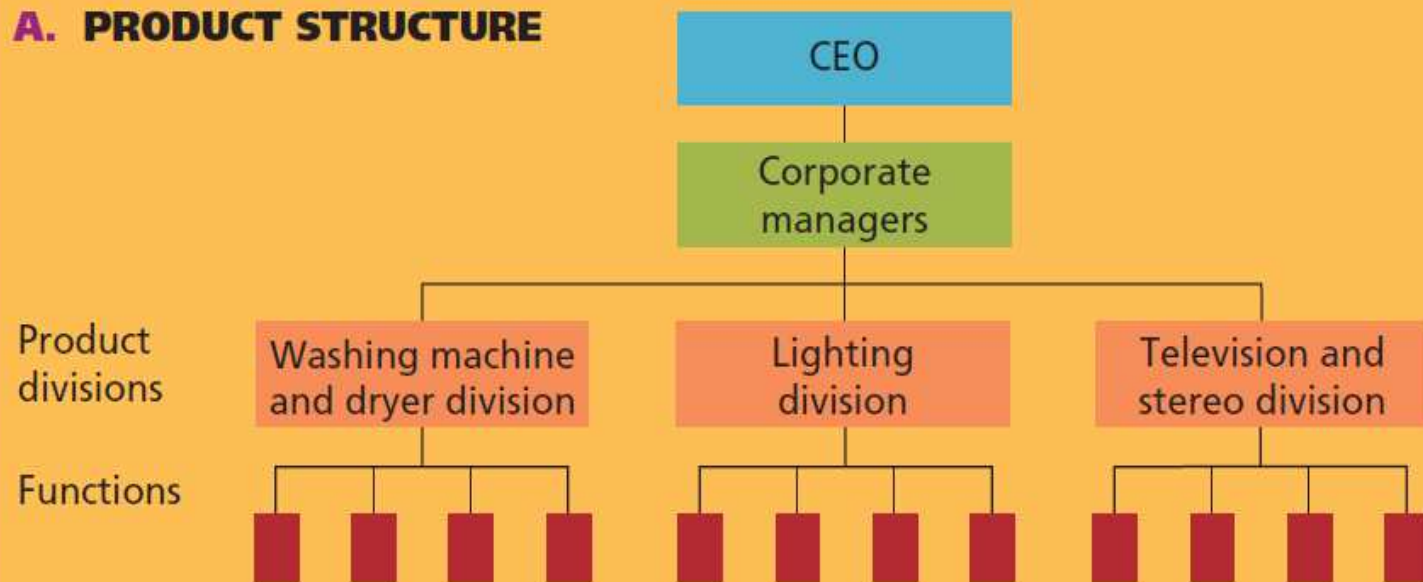 A. PRODUCT STRUCTURE
CEO
Corporate
managers
Product
divisions
Washing machine
and dryer division
Lighting
division
Television and
stereo division
Functions